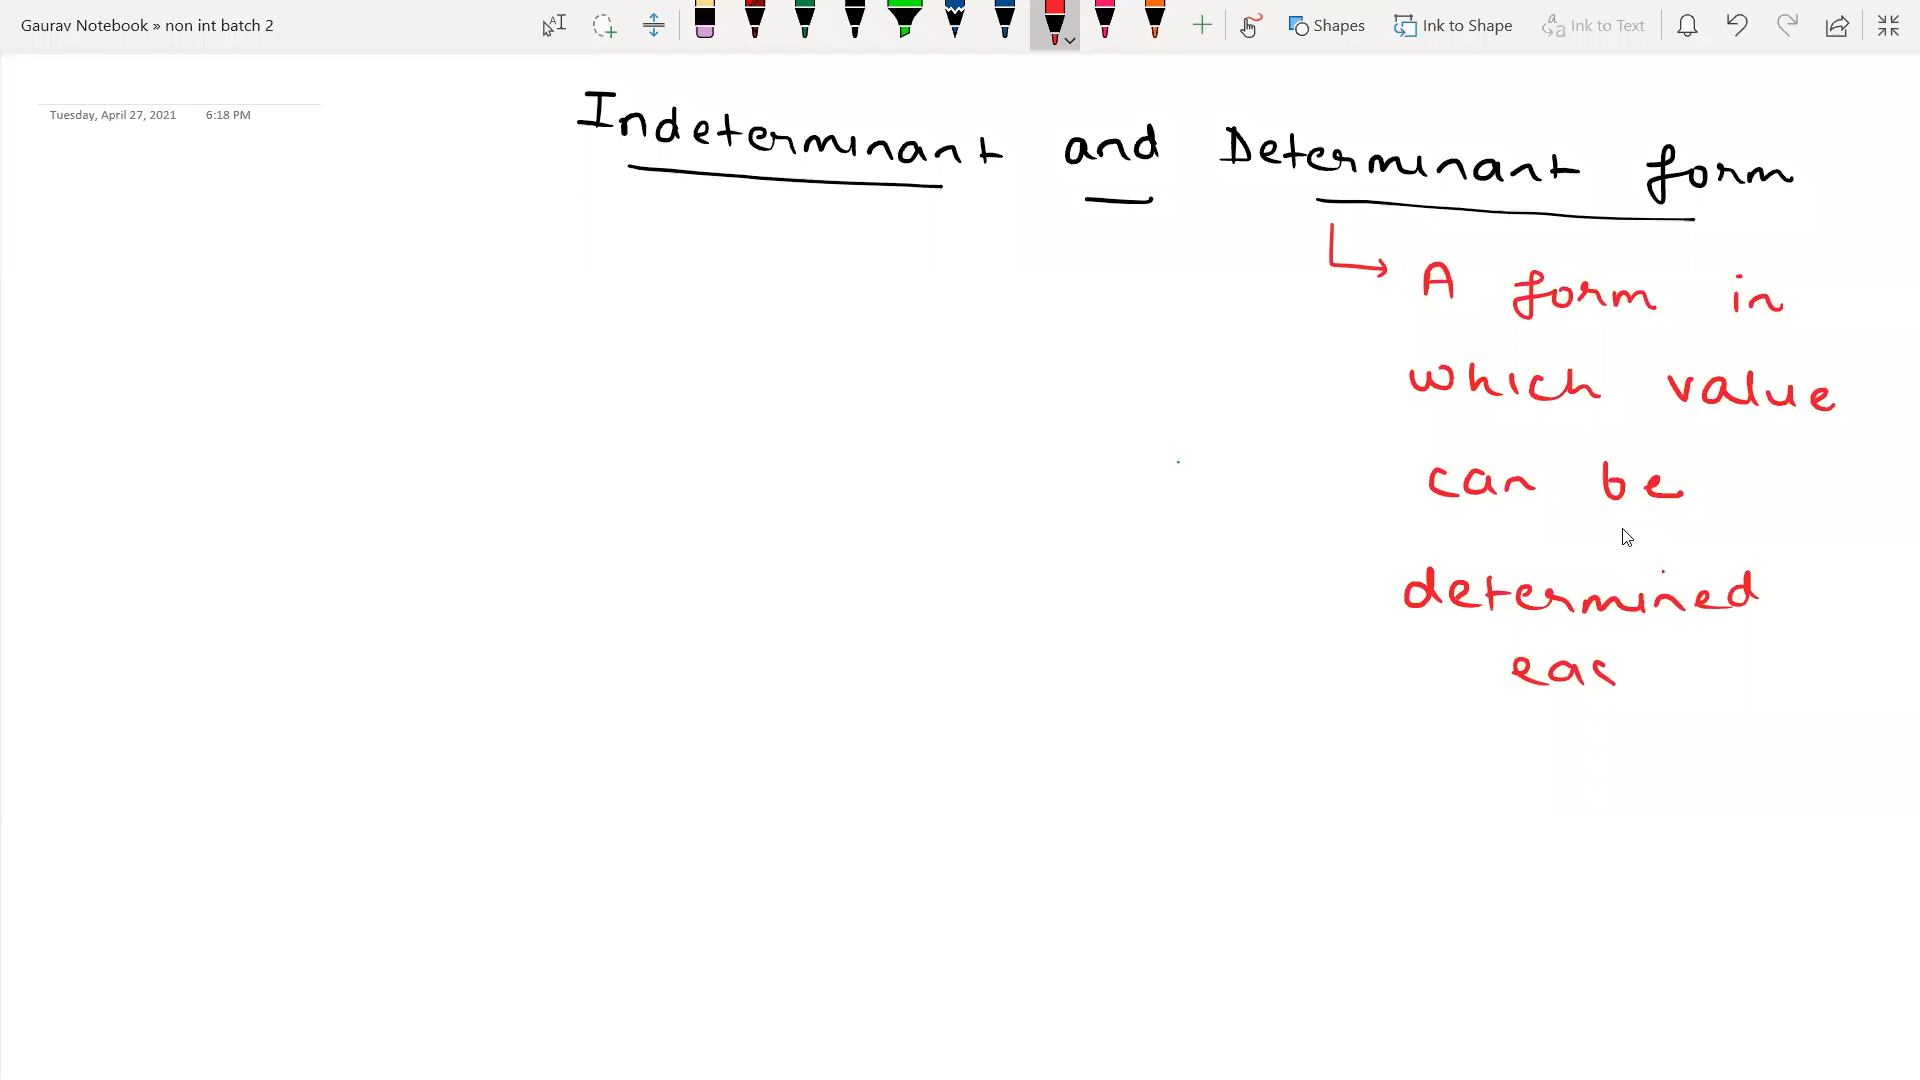 Gaurav Notebook » non int batch 2
Shapes
Ink to Shape
Ink to Text
Tuesday, April 27, 2021 6:18 PM
Indeterminant and Determinant form
A form in
which value
can be
determined
eas